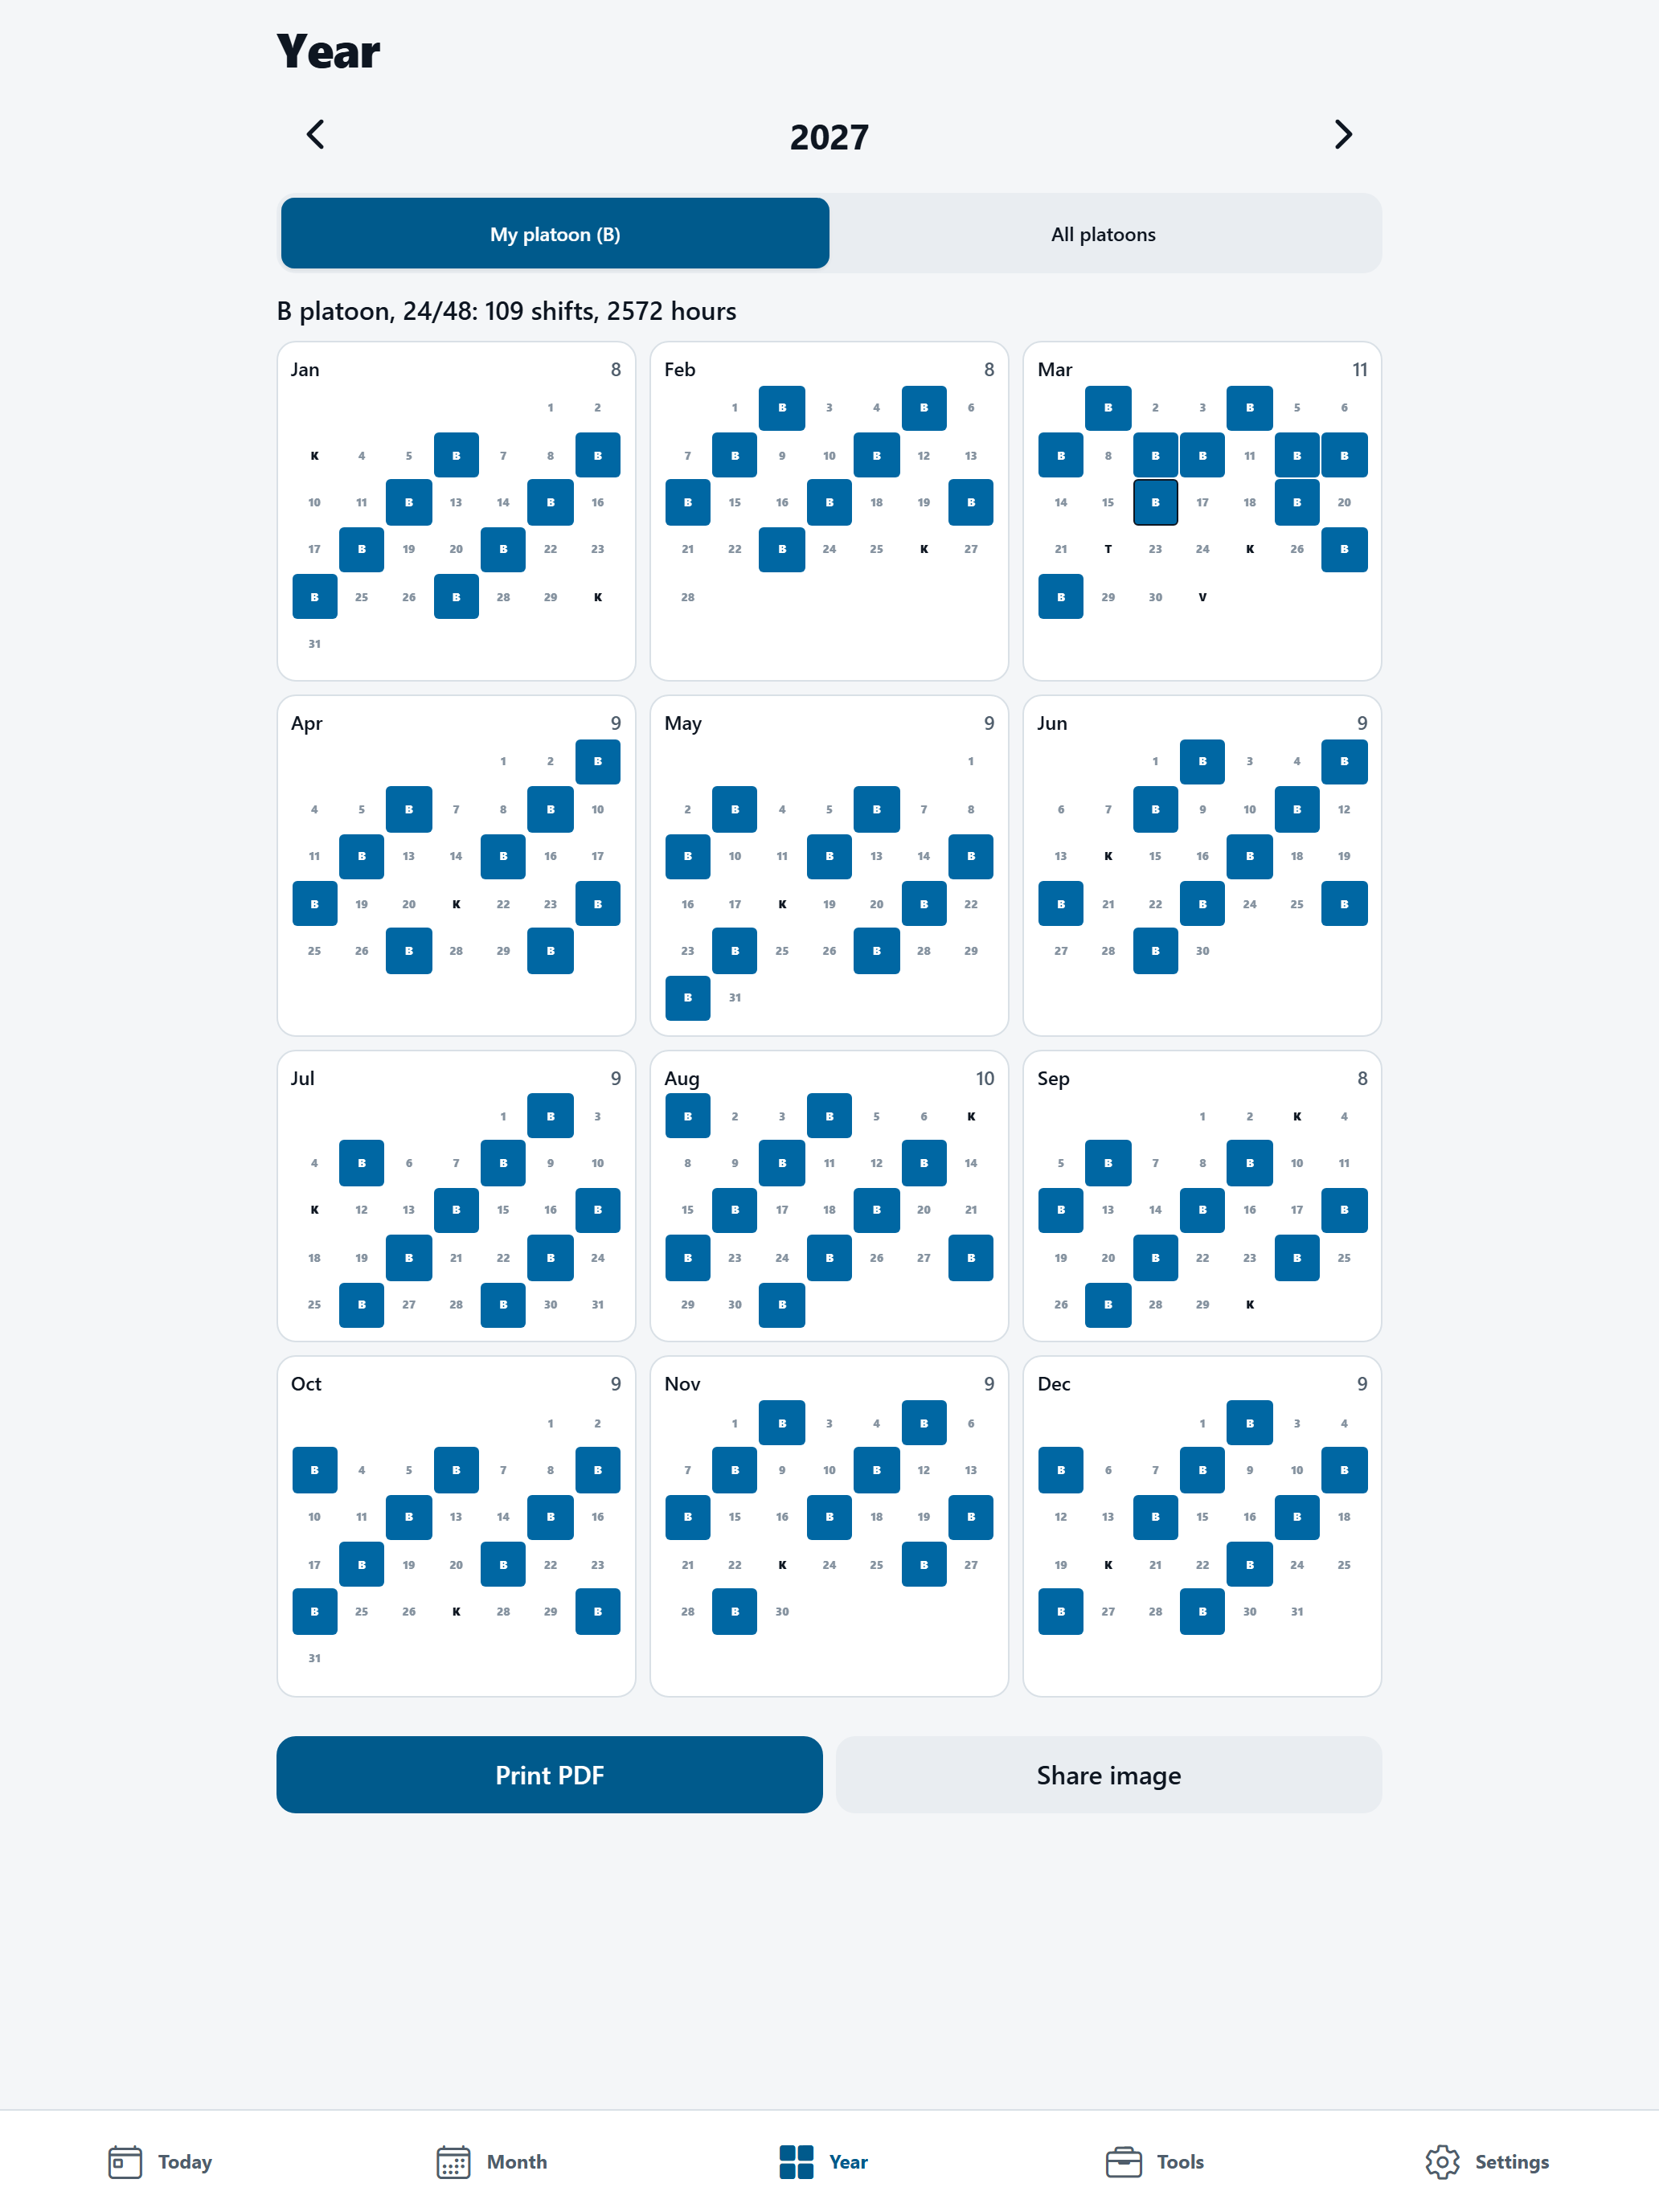 Year
2027
My platoon (B) All platoons
B platoon, 24/48: 109 shifts, 2572 hours
Jan 8
1 2
K 4 5 B 7 8 B
10 11 B 13 14 B 16
17 B 19 20 B 22 23
B 25 26 B 28 29 K
31
Feb 8
1 B 3 4 B 6
7 B 9 10 B 12 13
B 15 16 B 18 19 B
21 22 B 24 25 K 27
28
Mar 11
B 2 3 B 5 6
B 8 B B 11 B B
14 15 B 17 18 B 20
21 T 23 24 K 26 B
B 29 30 V
Apr 9
1 2 B
4 5 B 7 8 B 10
11 B 13 14 B 16 17
B 19 20 K 22 23 B
25 26 B 28 29 B
May 9
1
2 B 4 5 B 7 8
B 10 11 B 13 14 B
16 17 K 19 20 B 22
23 B 25 26 B 28 29
B 31
Jun 9
1 B 3 4 B
6 7 B 9 10 B 12
13 K 15 16 B 18 19
B 21 22 B 24 25 B
27 28 B 30
Jul 9
1 B 3
4 B 6 7 B 9 10
K 12 13 B 15 16 B
18 19 B 21 22 B 24
25 B 27 28 B 30 31
Aug 10
B 2 3 B 5 6 K
8 9 B 11 12 B 14
15 B 17 18 B 20 21
B 23 24 B 26 27 B
29 30 B
Sep 8
1 2 K 4
5 B 7 8 B 10 11
B 13 14 B 16 17 B
19 20 B 22 23 B 25
26 B 28 29 K
Oct 9
1 2
B 4 5 B 7 8 B
10 11 B 13 14 B 16
17 B 19 20 B 22 23
B 25 26 K 28 29 B
31
Nov 9
1 B 3 4 B 6
7 B 9 10 B 12 13
B 15 16 B 18 19 B
21 22 K 24 25 B 27
28 B 30
Dec 9
1 B 3 4
B 6 7 B 9 10 B
12 13 B 15 16 B 18
19 K 21 22 B 24 25
B 27 28 B 30 31
Print PDF Share image
Today Month Year Tools Settings